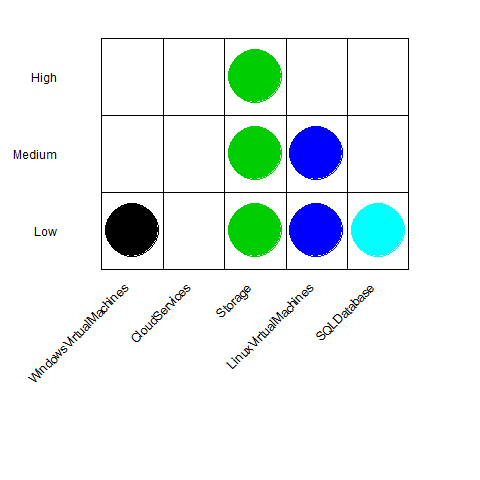 High
Medium
Low
WindowsVirtualMachines
CloudServices
Storage
LinuxVirtualMachines
SQLDatabase